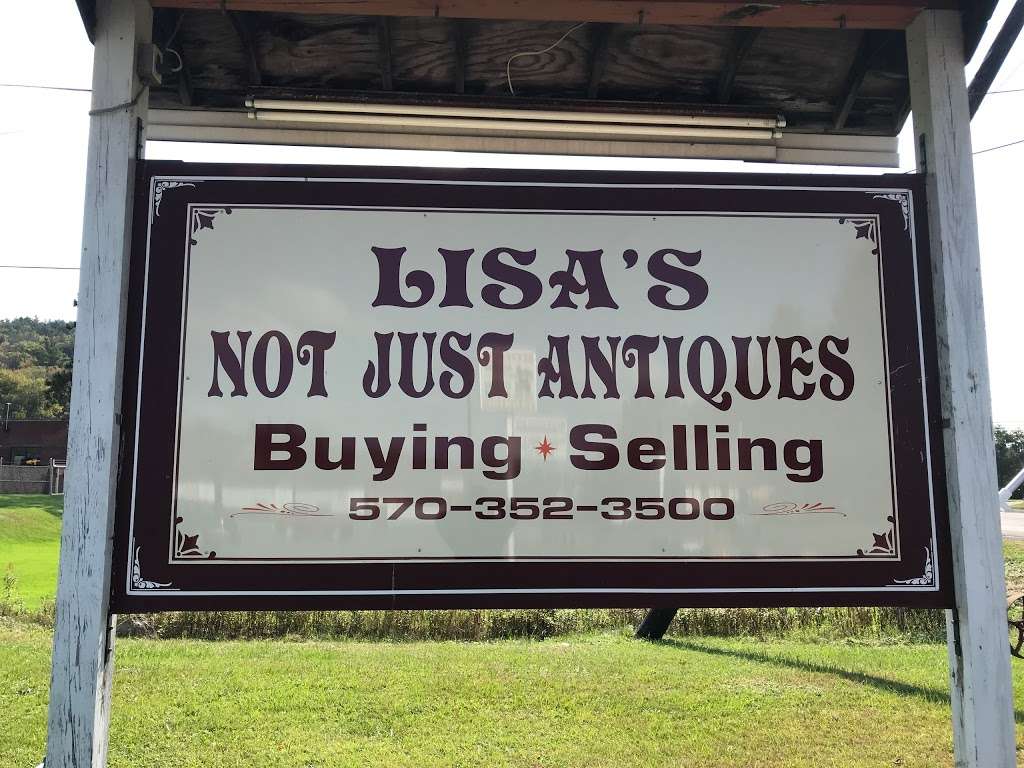 LISA'S
NOT JUST ANTIQUES
Buying Selling
570-352-3500